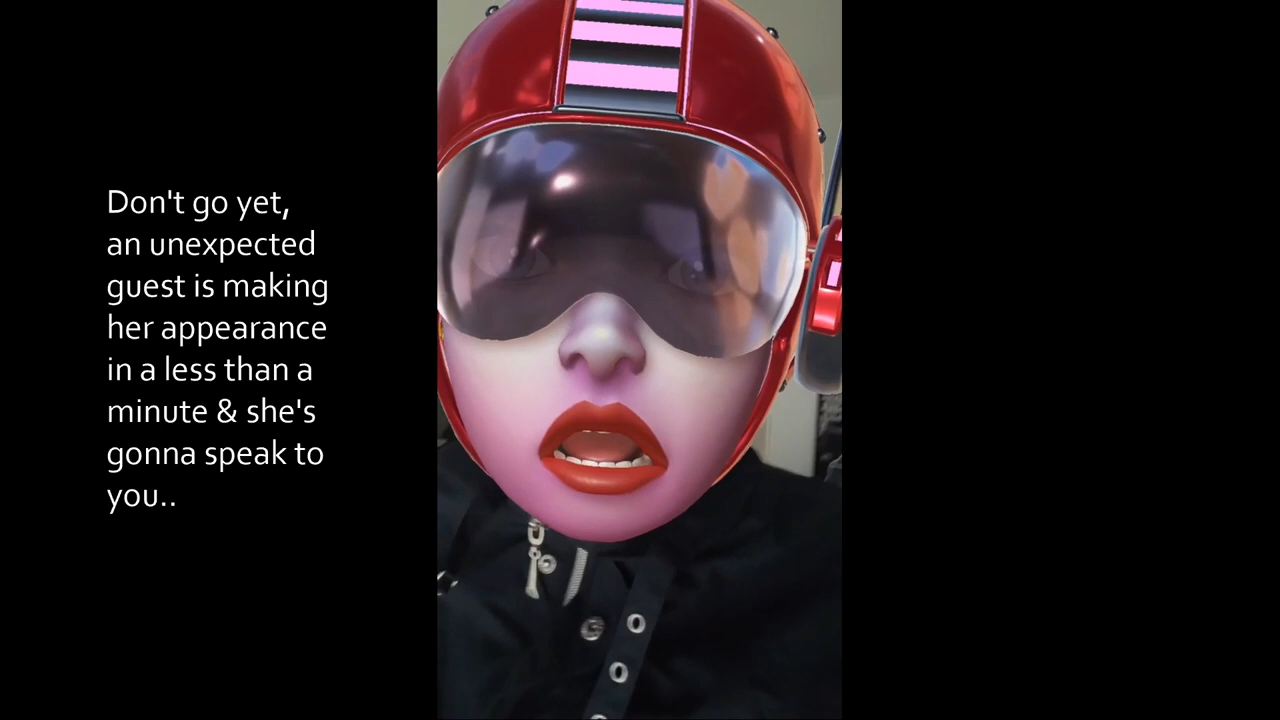 Don't go yet,
an unexpected
guest is making
her appearance
in a less than a
minute & she's
gonna speak to
you..